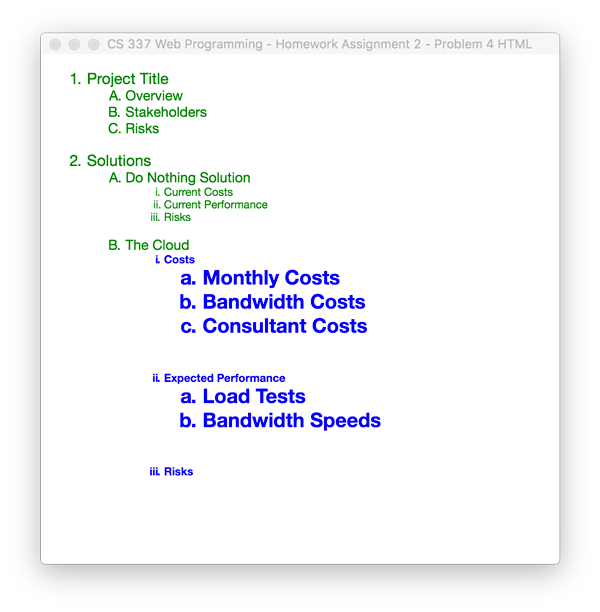 CS 337 Web Programming - Homework Assignment 2 - Problem 4 HTML
1. Project Title
A. Overview
B. Stakeholders
C. Risks
2. Solutions
A. Do Nothing Solution
i. Current Costs
ii. Current Performance
iii. Risks
B. The Cloud
i. Costs
a. Monthly Costs
b. Bandwidth Costs
c. Consultant Costs
ii. Expected Performance
a. Load Tests
b. Bandwidth Speeds
iii. Risks